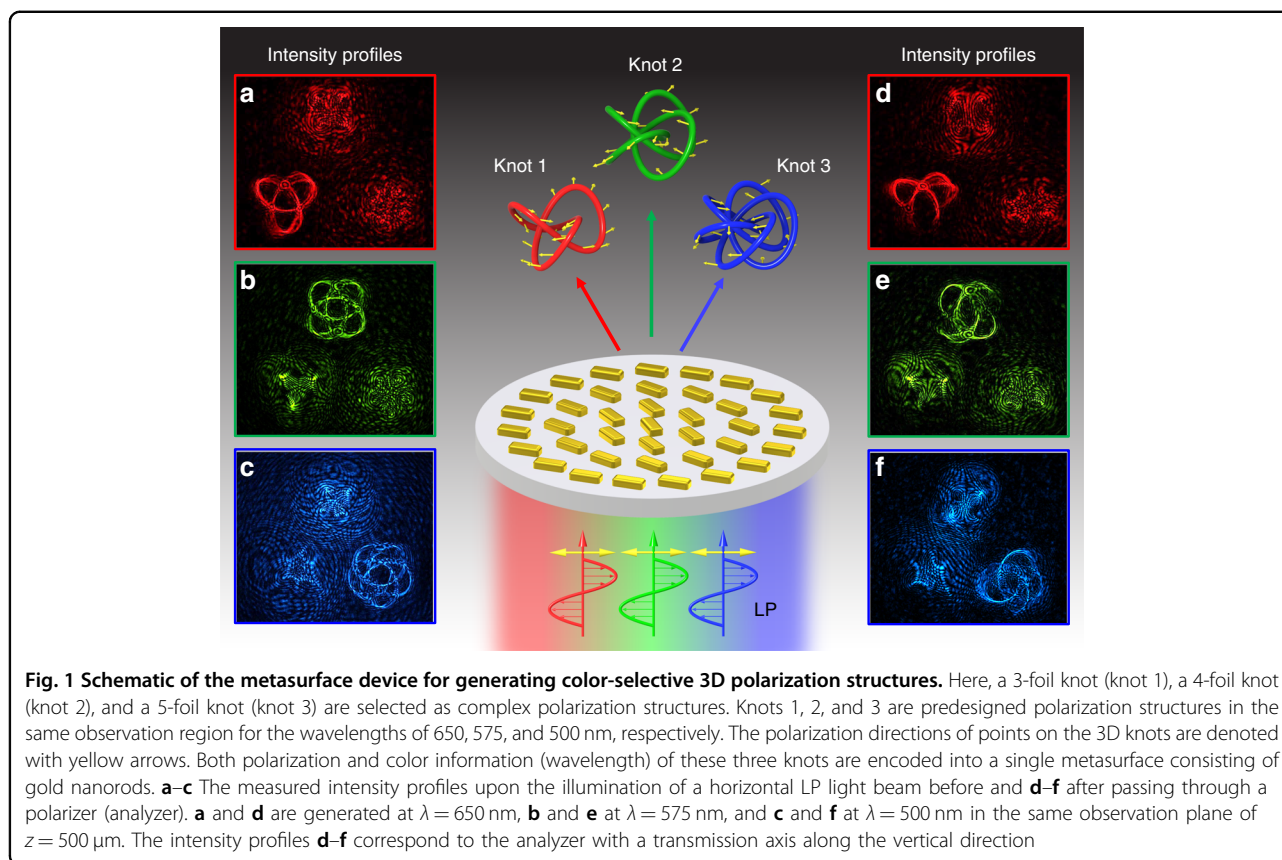 Intensity profiles
Knot 2
Intensity profiles
a
d
Knot 1
Knot 3
b
e
c
f
LP
Fig. 1 Schematic of the metasurface device for generating color-selective 3D polarization structures. Here, a 3-foil knot (knot 1), a 4-foil knot
(knot 2), and a 5-foil knot (knot 3) are selected as complex polarization structures. Knots 1, 2, and 3 are predesigned polarization structures in the
same observation region for the wavelengths of 650, 575, and 500 nm, respectively. The polarization directions of points on the 3D knots are denoted
with yellow arrows. Both polarization and color information (wavelength) of these three knots are encoded into a single metasurface consisting of
gold nanorods. a–c The measured intensity profiles upon the illumination of a horizontal LP light beam before and d–f after passing through a
polarizer (analyzer). a and d are generated at λ = 650 nm, b and e at λ = 575 nm, and c and f at λ = 500 nm in the same observation plane of
z = 500 μm. The intensity profiles d–f correspond to the analyzer with a transmission axis along the vertical direction